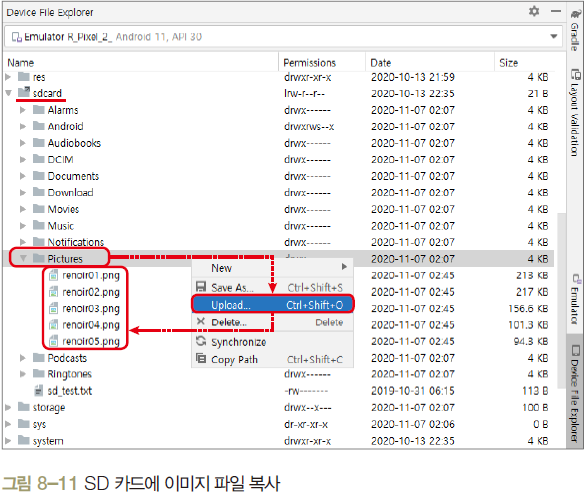 Device File Explorer
Emulator R_Pixel_2_ Android 11, API 30
Name Permissions Date Size
res drwxr-xr-x 2020-10-13 21:59 4 KB
sdcard lrw-r--r-- 2020-10-13 22:35 21 B
Alarms drwx------ 2020-11-07 02:07 4 KB
Android drwxrws--x 2020-11-07 02:07 4 KB
Audiobooks drwx------ 2020-11-07 02:07 4 KB
DCIM drwx------ 2020-11-07 02:07 4 KB
Documents drwx------ 2020-11-07 02:07 4 KB
Download drwx------ 2020-11-07 02:07 4 KB
Movies drwx------ 2020-11-07 02:07 4 KB
Music drwx------ 2020-11-07 02:07 4 KB
Notifications drwx------ 2020-11-07 02:07 4 KB
Pictures 2020-11-07 02:07 4 KB
New
renoir01.png 2020-11-07 02:45 213 KB
Save As... Ctrl+Shift+S
renoir02.png 2020-11-07 02:45 217 KB
Upload... Ctrl+Shift+O
renoir03.png 2020-11-07 02:45 156.6 KB
Delete... Delete
renoir04.png 2020-11-07 02:45 101.3 KB
Synchronize
renoir05.png 2020-11-07 02:45 94.3 KB
Copy Path Ctrl+Shift+C
Podcasts 2020-11-07 02:07 4 KB
Ringtones drwx------ 2020-11-07 02:07 4 KB
sd_test.txt -rw------- 2019-10-31 06:15 113 B
storage drwx--x--- 2020-11-07 02:07 100 B
sys dr-xr-xr-x 2020-11-07 02:06 0 B
system drwxr-xr-x 2020-10-13 22:35 4 KB
Gradle
Layout Validation
Emulator
Device File Explorer
그림 8-11 SD 카드에 이미지 파일 복사